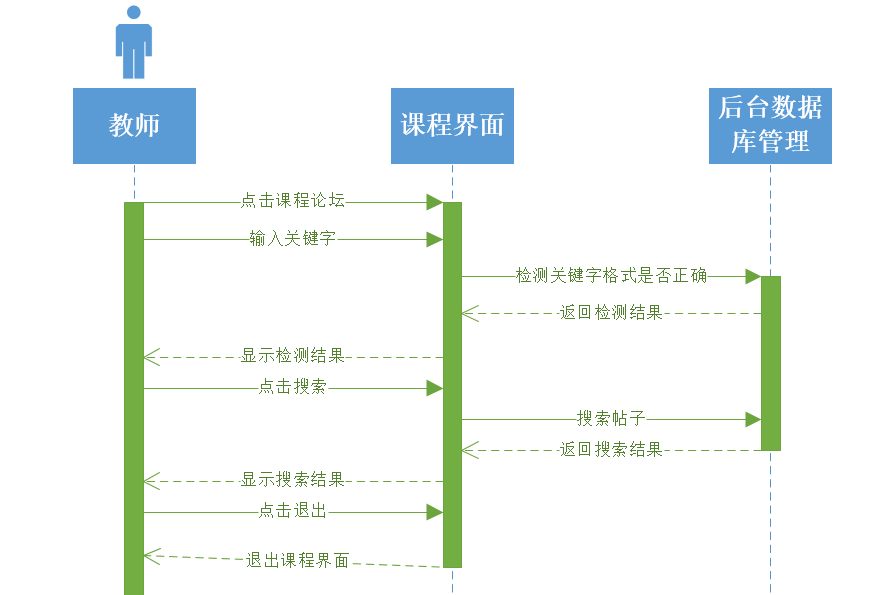 教师
课程界面
后台数据
库管理
点击课程论坛
输入关键字
检测关键字格式是否正确
返回检测结果
显示检测结果
点击搜索
搜索帖子
返回搜索结果
显示搜索结果
点击退出
退出课程界面